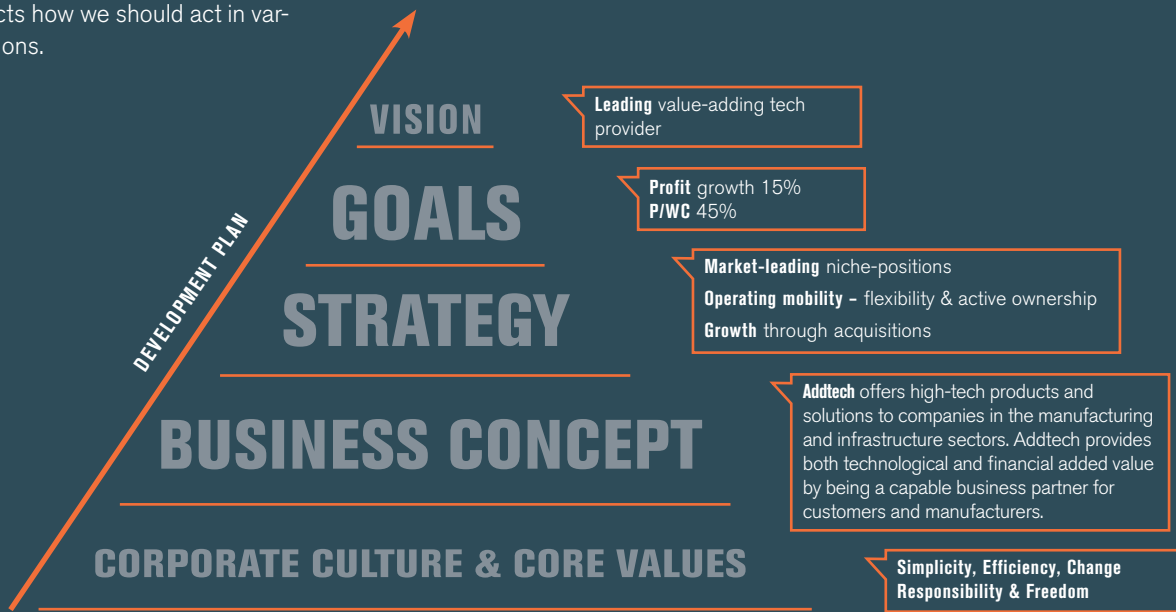 how we should act in var-
VISION
Leading value-adding tech
provider
GOALS
Profit growth 15%
P/WC 45%
DEVELOPMENT PLAN
STRATEGY
Market-leading niche-positions
Operating mobility – flexibility & active ownership
Growth through acquisitions
BUSINESS CONCEPT
Addtech offers high-tech products and
solutions to companies in the manufacturing
and infrastructure sectors. Addtech provides
both technological and financial added value
by being a capable business partner for
customers and manufacturers.
CORPORATE CULTURE & CORE VALUES
Simplicity, Efficiency, Change
Responsibility & Freedom